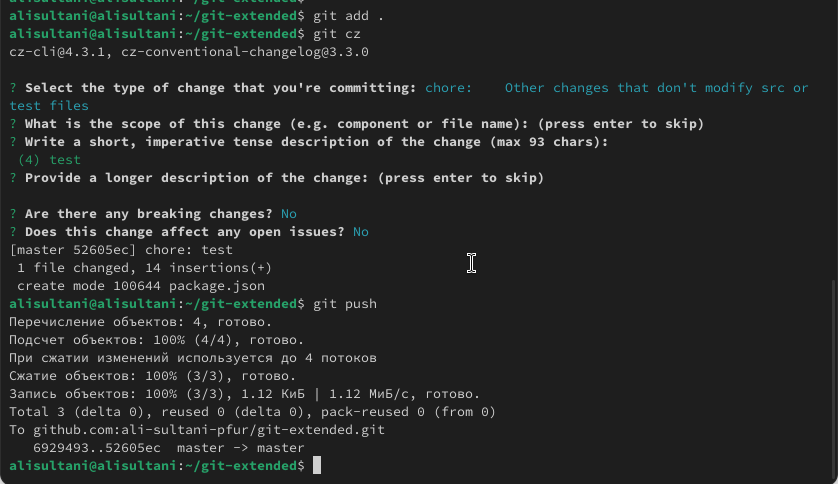 alisultani@alisultani:~/git-extended$ git add .
alisultani@alisultani:~/git-extended$ git cz
cz-cli@4.3.1, cz-conventional-changelog@3.3.0
? Select the type of change that you're committing: chore:    Other changes that don't modify src or
test files
? What is the scope of this change (e.g. component or file name): (press enter to skip)
? Write a short, imperative tense description of the change (max 93 chars):
 (4) test
? Provide a longer description of the change: (press enter to skip)
? Are there any breaking changes? No
? Does this change affect any open issues? No
[master 52605ec] chore: test
 1 file changed, 14 insertions(+)
 create mode 100644 package.json
alisultani@alisultani:~/git-extended$ git push
Перечисление объектов: 4, готово.
Подсчет объектов: 100% (4/4), готово.
При сжатии изменений используется до 4 потоков
Сжатие объектов: 100% (3/3), готово.
Запись объектов: 100% (3/3), 1.12 КиБ | 1.12 МиБ/с, готово.
Total 3 (delta 0), reused 0 (delta 0), pack-reused 0 (from 0)
To github.com:ali-sultani-pfur/git-extended.git
   6929493..52605ec  master -> master
alisultani@alisultani:~/git-extended$